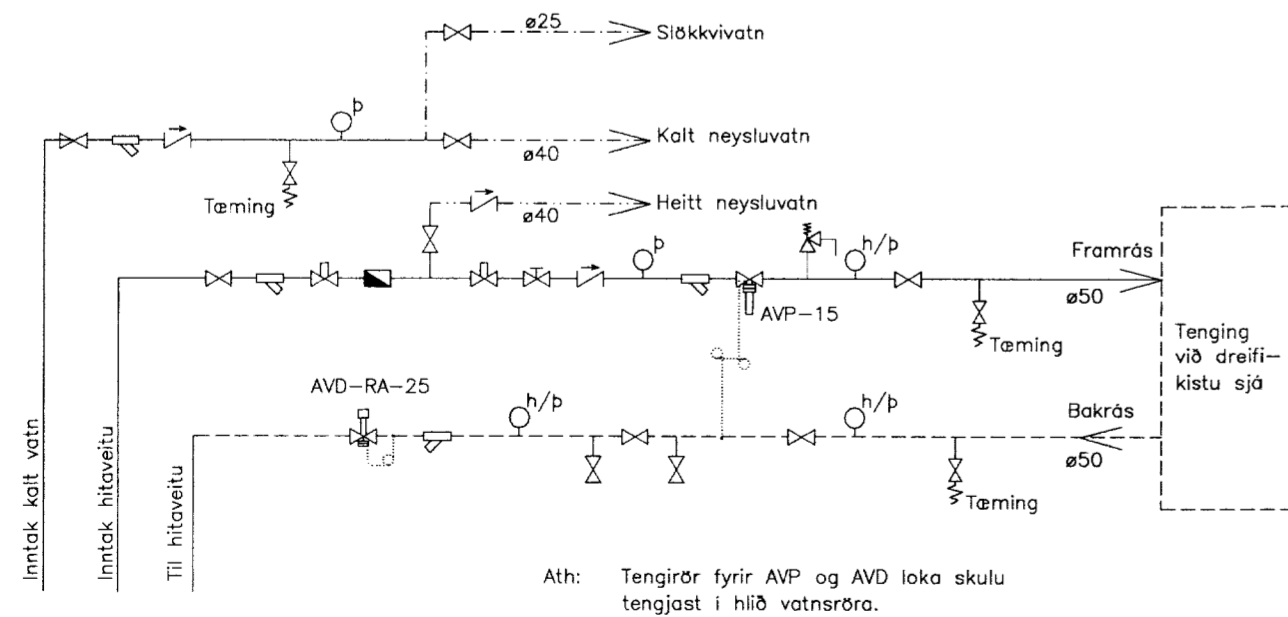 ø25
Slökkvivatn
þ
Kalt neysluvatn
ø40
Tæming
Heitt neysluvatn
ø40
þ
h/þ
Framrás
ø50
AVP-15
Tæming
Tenging
við dreifi-
kistu sjá
AVD-RA-25
h/þ
h/þ
Bakrás
ø50
Tæming
Inntak kalt vatn
Inntak hitaveitu
Til hitaveitu
Ath: Tengirör fyrir AVP og AVD loka skulu
tengjast í hlið vatnsröra.